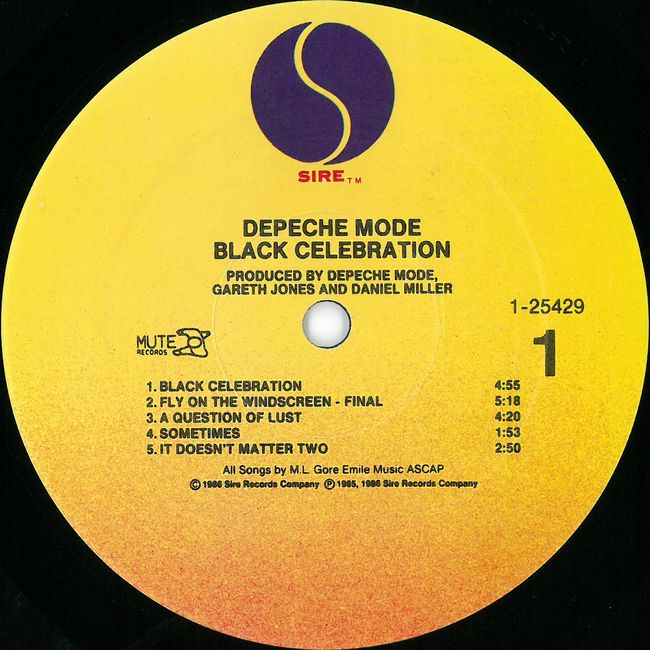 SIRE TM
DEPECHE MODE
BLACK CELEBRATION
PRODUCED BY DEPECHE MODE,
GARETH JONES AND DANIEL MILLER
1-25429
MUTE
RECORDS
1
1. BLACK CELEBRATION 4:55
2. FLY ON THE WINDSCREEN - FINAL 5:18
3. A QUESTION OF LUST 4:20
4. SOMETIMES 1:53
5. IT DOESN'T MATTER TWO 2:50
All Songs by M.L. Gore Emile Music ASCAP
© 1986 Sire Records Company ℗ 1985, 1986 Sire Records Company